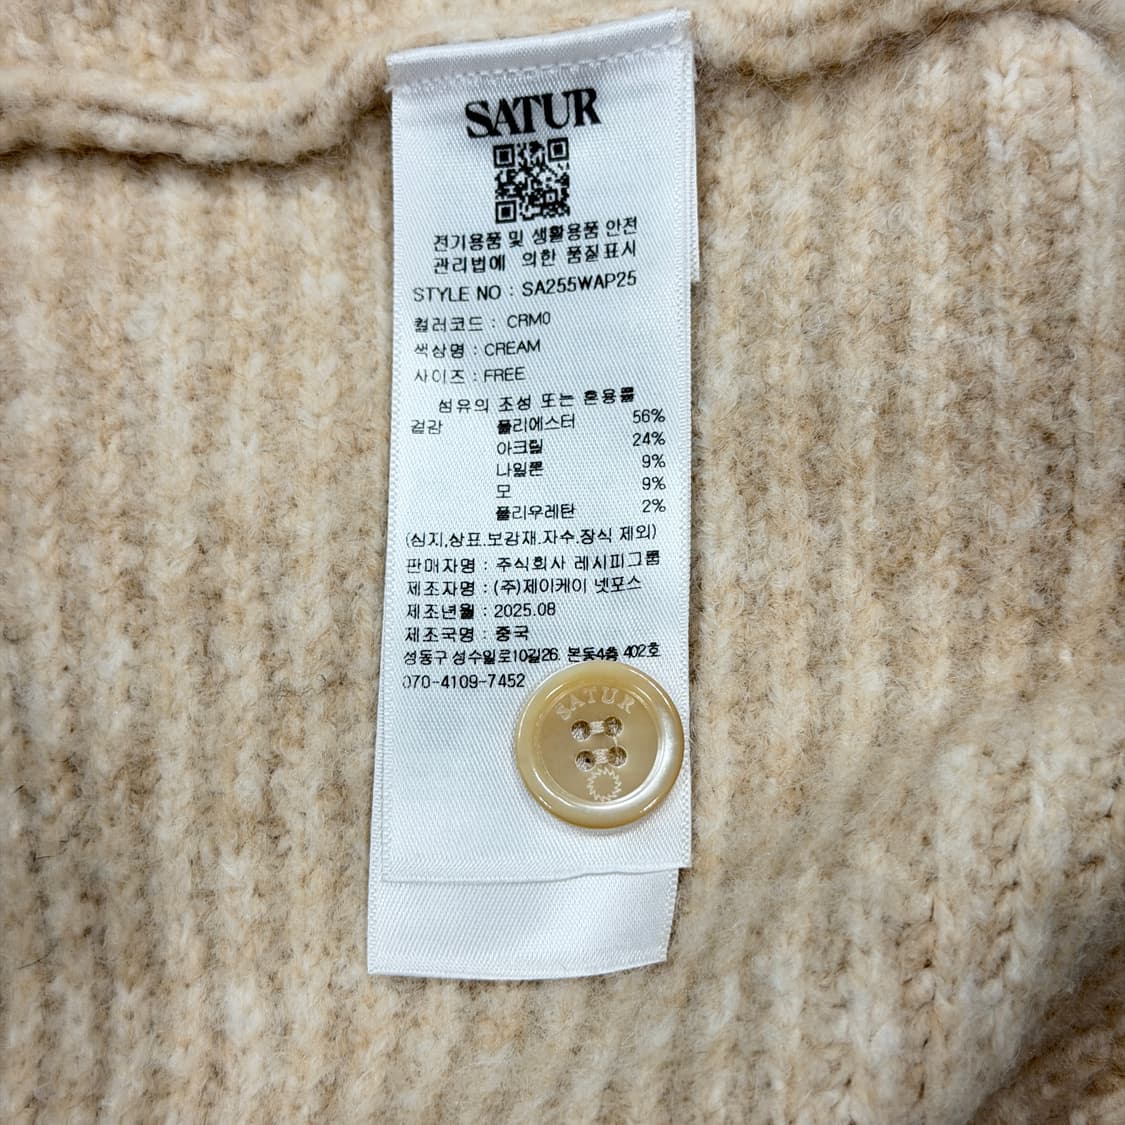 SATUR
전기용품 및 생활용품 안전
관리법에 의한 품질표시
STYLE NO : SA255WAP25
컬러코드 : CRM0
색상명 : CREAM
사이즈 : FREE
섬유의 조성 또는 혼용률
겉감 폴리에스터 56%
아크릴 24%
나일론 9%
모 9%
폴리우레탄 2%
(심지,상표,보강재,자수,장식 제외)
판매자명 : 주식회사 레시피그룹
제조자명 : (주)제이케이 넷포스
제조년월 : 2025.08
제조국명 : 중국
성동구 성수일로10길26. 본동4층 402호
070-4109-7452
SATUR